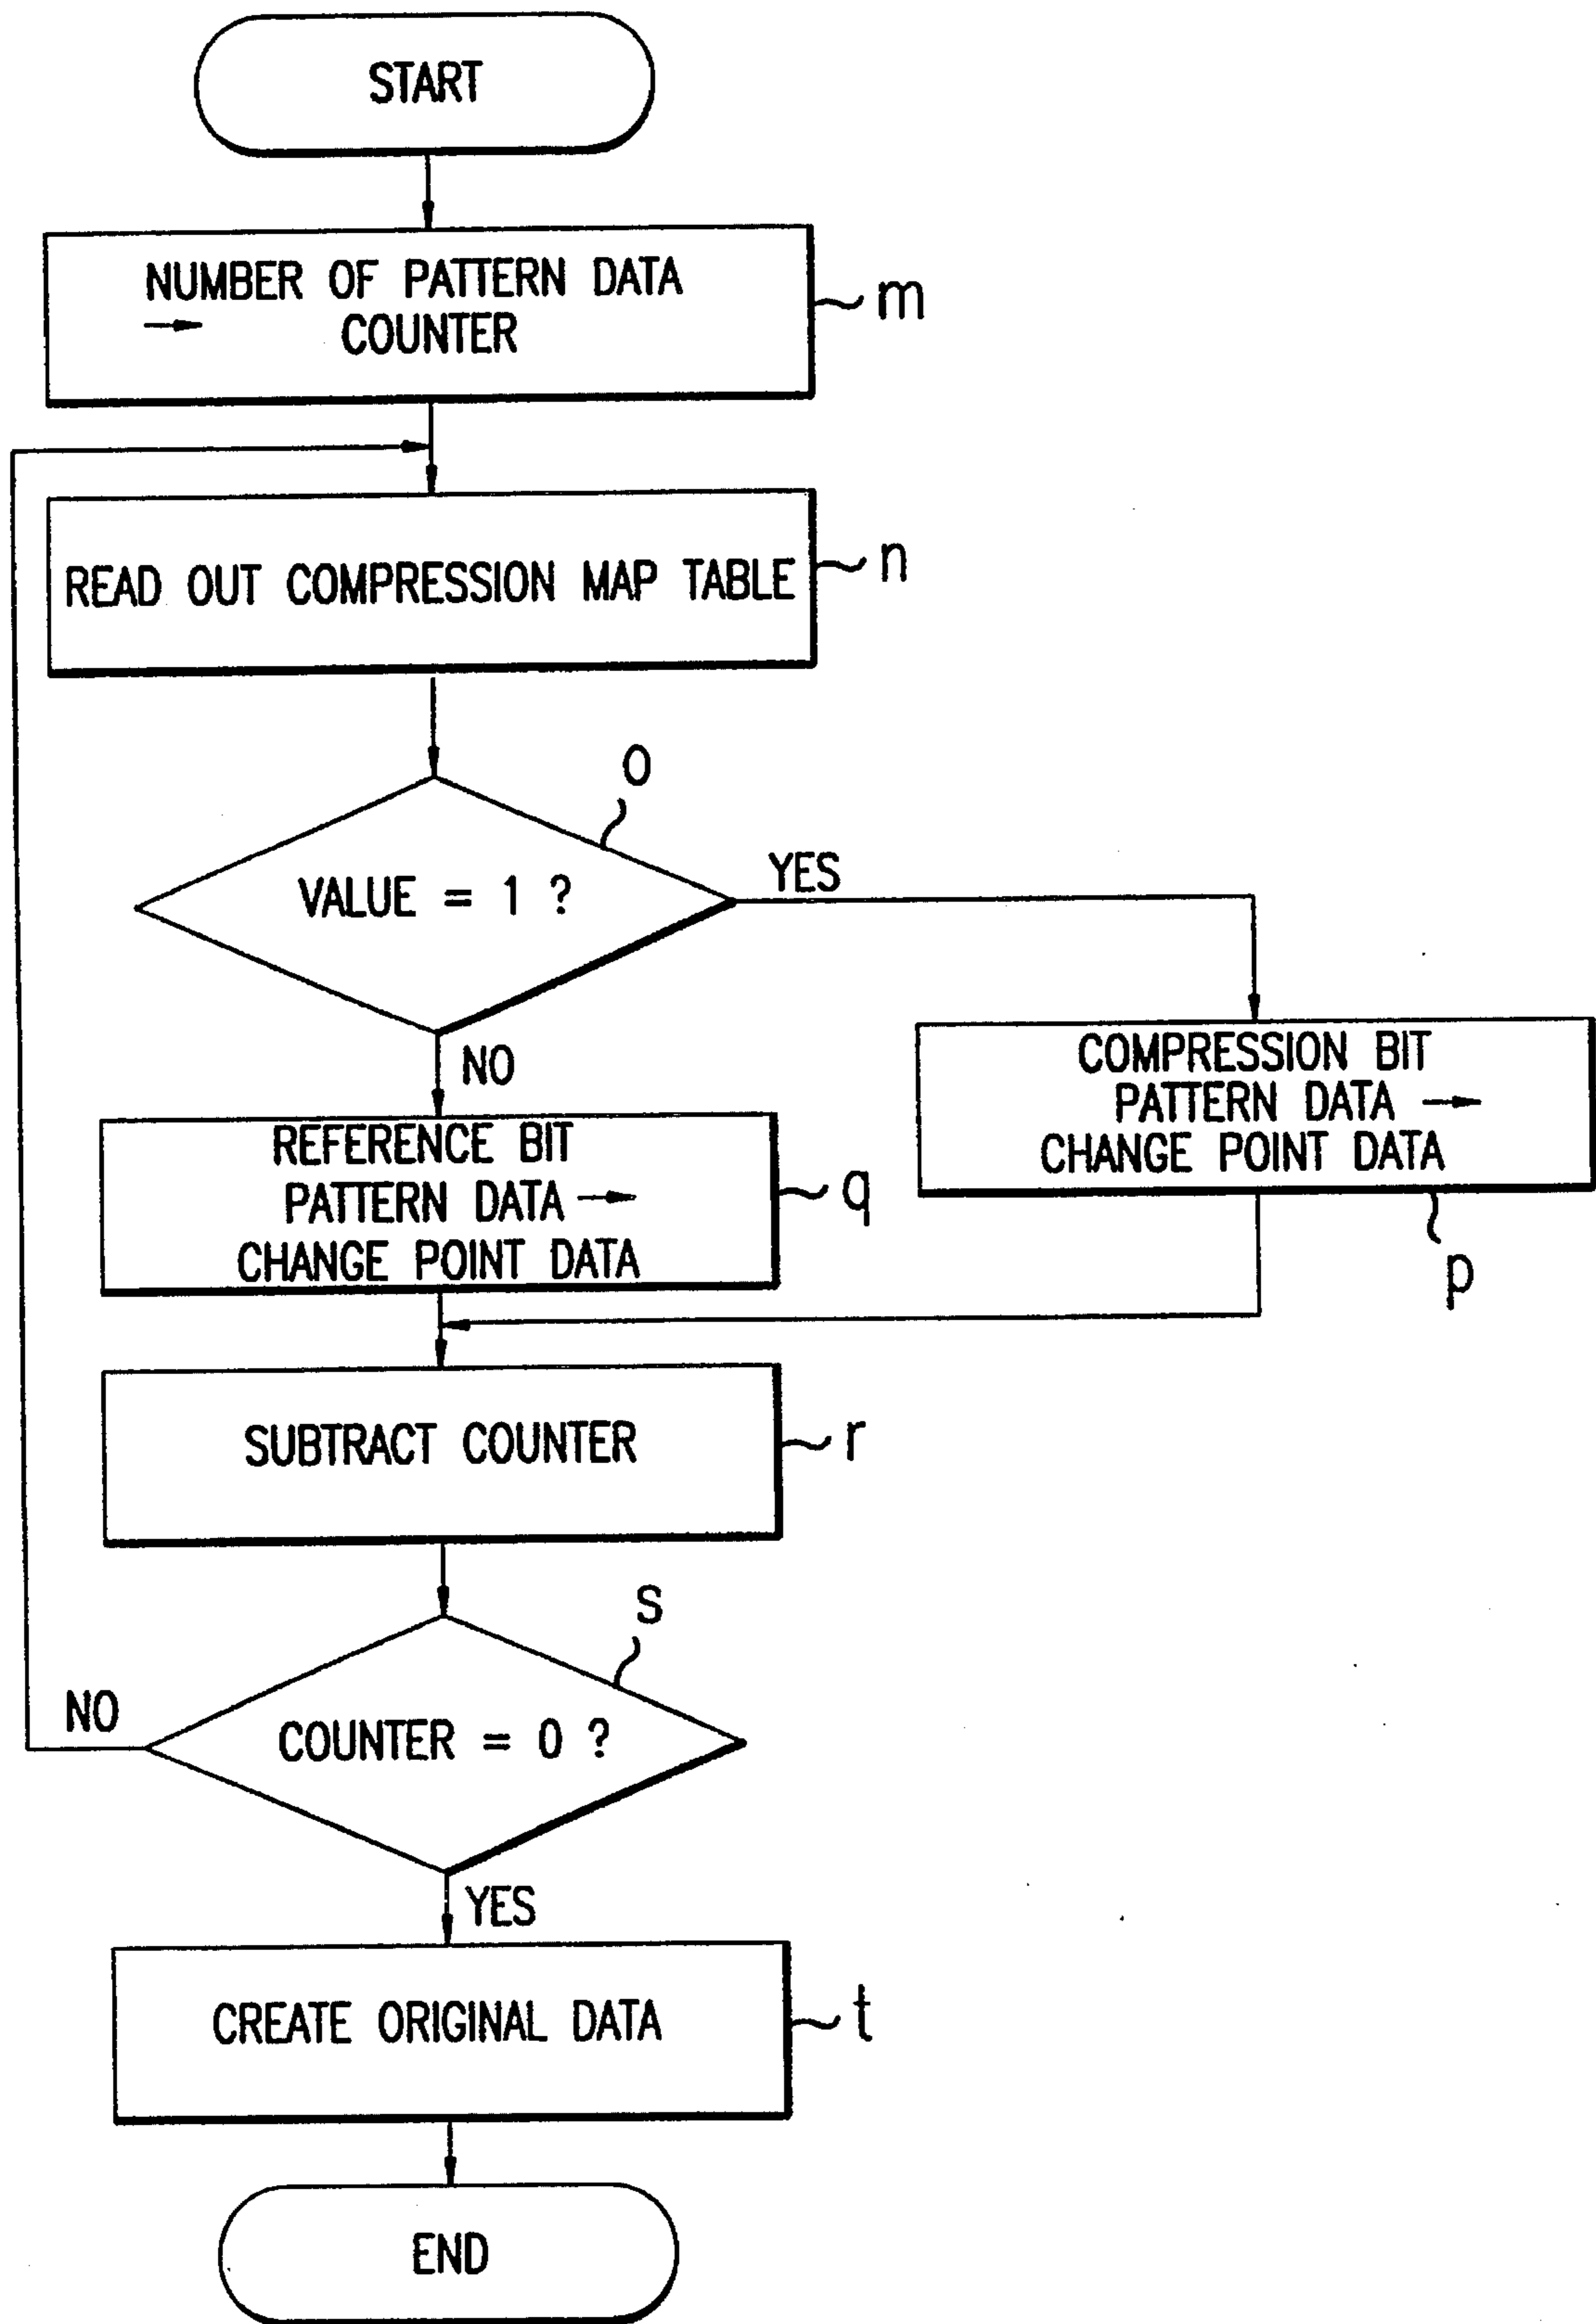 START
NUMBER OF PATTERN DATA
→ COUNTER
m
READ OUT COMPRESSION MAP TABLE
n
o
VALUE = 1 ?
YES
NO
COMPRESSION BIT
PATTERN DATA →
CHANGE POINT DATA
p
REFERENCE BIT
PATTERN DATA →
CHANGE POINT DATA
q
SUBTRACT COUNTER
r
s
COUNTER = 0 ?
NO
YES
CREATE ORIGINAL DATA
t
END